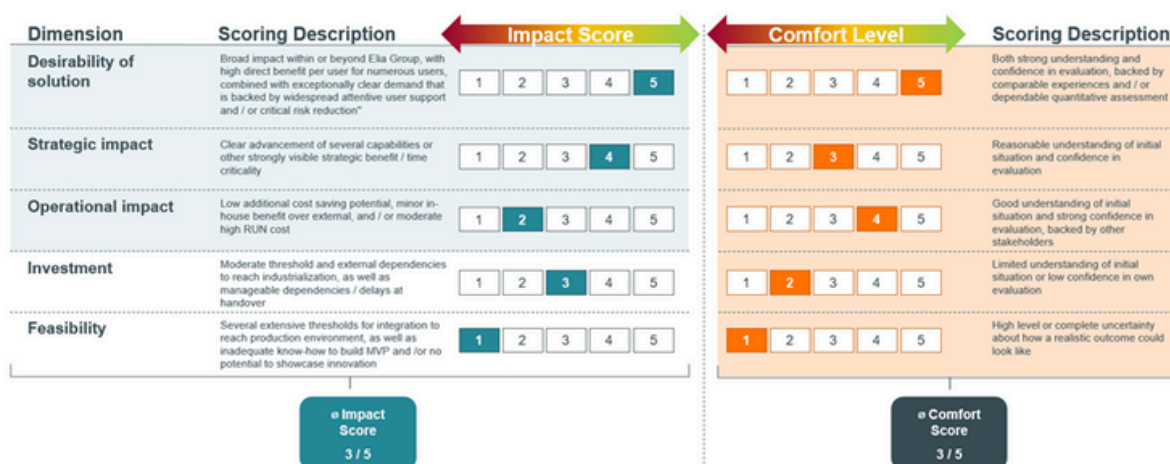 Dimension
Scoring Description
Impact Score
Comfort Level
Scoring Description
Desirability of
solution
Broad impact within or beyond Elia Group, with
high direct benefit per user for numerous users,
combined with exceptionally clear demand that
is backed by widespread attentive user support
and / or critical risk reduction"
1 2 3 4 5
1 2 3 4 5
Both strong understanding and
confidence in evaluation, backed by
comparable experiences and / or
dependable quantitative assessment
Strategic impact
Clear advancement of several capabilities or
other strongly visible strategic benefit / time
criticality
1 2 3 4 5
1 2 3 4 5
Reasonable understanding of initial
situation and confidence in
evaluation
Operational impact
Low additional cost saving potential, minor in-
house benefit over external, and / or moderate
high RUN cost
1 2 3 4 5
1 2 3 4 5
Good understanding of initial
situation and strong confidence in
evaluation, backed by other
stakeholders
Investment
Moderate threshold and external dependencies
to reach industrialization, as well as
manageable dependencies / delays at
handover
1 2 3 4 5
1 2 3 4 5
Limited understanding of initial
situation or low confidence in own
evaluation
Feasibility
Several extensive thresholds for integration to
reach production environment, as well as
inadequate know-how to build MVP and /or no
potential to showcase innovation
1 2 3 4 5
1 2 3 4 5
High level or complete uncertainty
about how a realistic outcome could
look like
ø Impact
Score
3 / 5
ø Comfort
Score
3 / 5